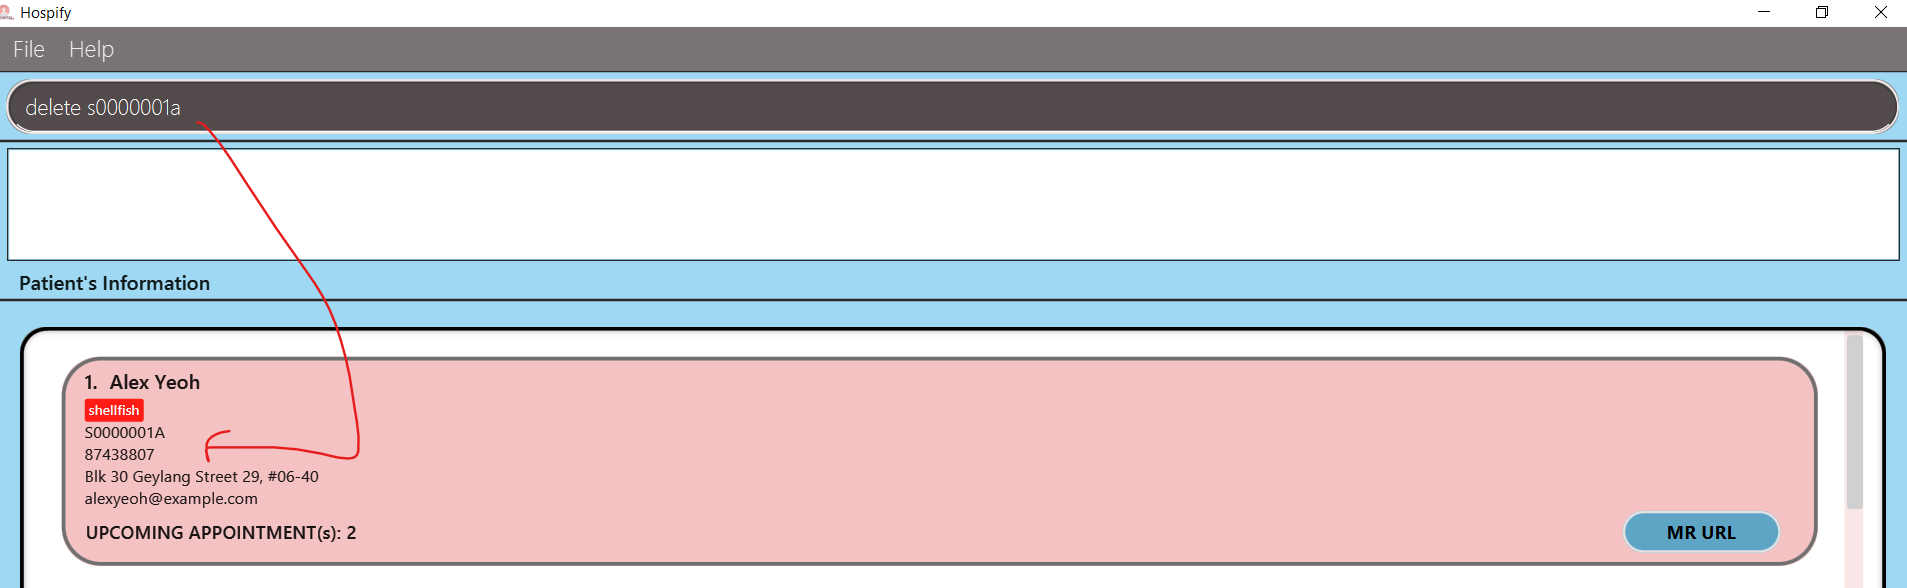 Hospify
File Help
delete s0000001a
Patient's Information
1. Alex Yeoh
shellfish
S0000001A
87438807
Blk 30 Geylang Street 29, #06-40
alexyeoh@example.com
UPCOMING APPOINTMENT(s): 2
MR URL